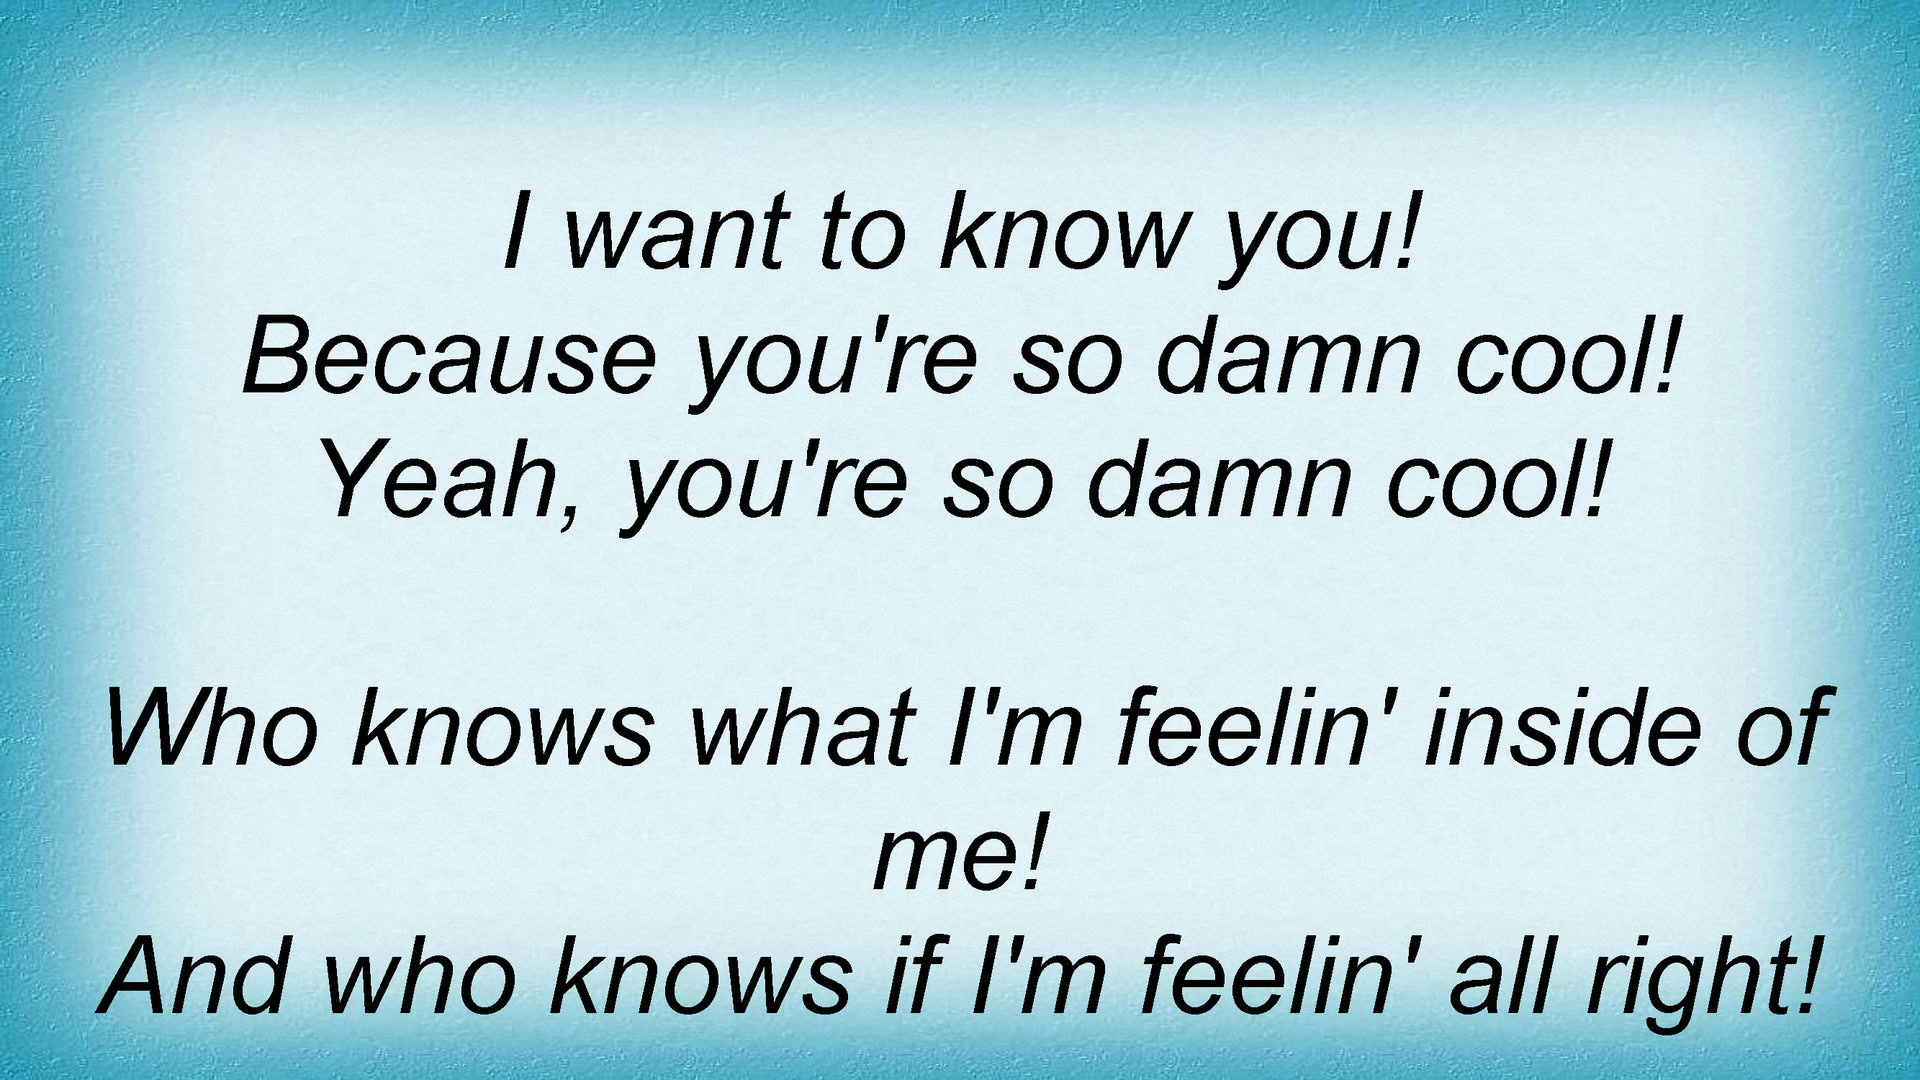 I want to know you!
Because you're so damn cool!
Yeah, you're so damn cool!
Who knows what I'm feelin' inside of
me!
And who knows if I'm feelin' all right!